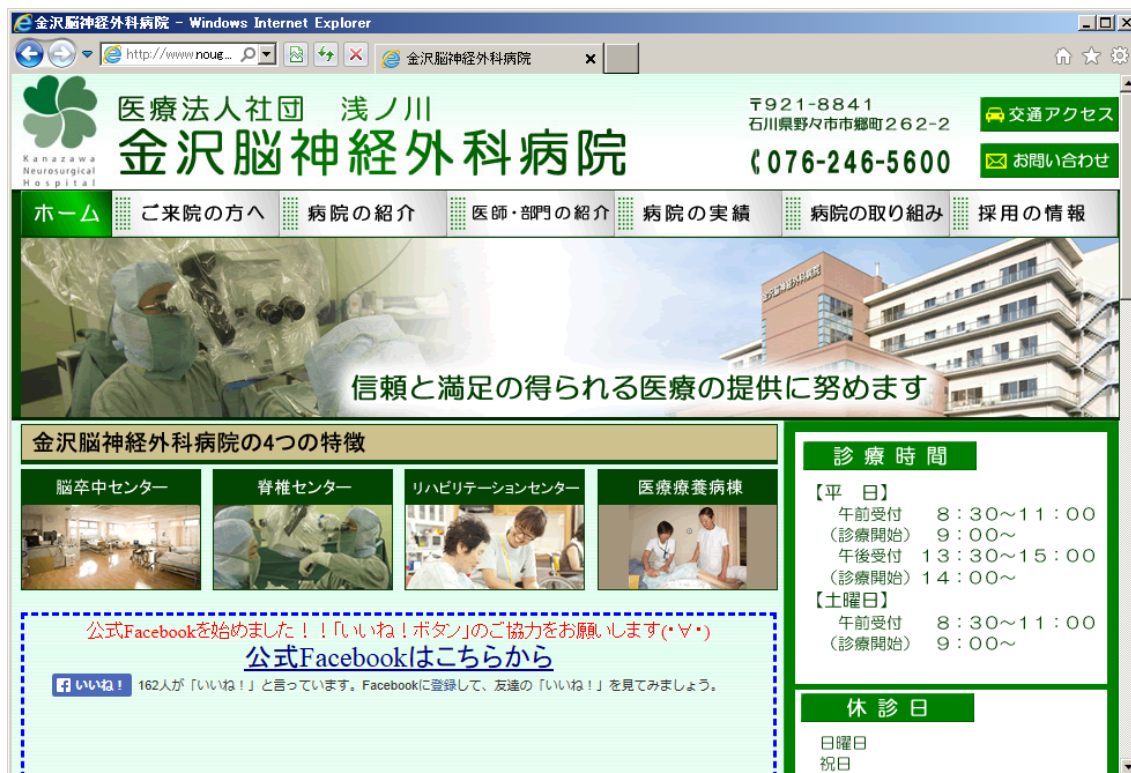 金沢脳神経外科病院 - Windows Internet Explorer
http://www.noug...
金沢脳神経外科病院
医療法人社団 浅ノ川
金沢脳神経外科病院
Kanazawa
Neurosurgical
Hospital
〒921-8841
石川県野々市市郷町262-2
076-246-5600
交通アクセス
お問い合わせ
ホーム
ご来院の方へ
病院の紹介
医師・部門の紹介
病院の実績
病院の取り組み
採用の情報
金沢脳神経外科病院
信頼と満足の得られる医療の提供に努めます
金沢脳神経外科病院の4つの特徴
脳卒中センター
脊椎センター
リハビリテーションセンター
医療療養病棟
公式Facebookを始めました!!「いいね!ボタン」のご協力をお願いします(・∀・)
公式Facebookはこちらから
いいね!
162人が「いいね!」と言っています。Facebookに登録して、友達の「いいね!」を見てみましょう。
診療時間
【平 日】
午前受付 8:30~11:00
(診療開始) 9:00~
午後受付 13:30~15:00
(診療開始) 14:00~
【土曜日】
午前受付 8:30~11:00
(診療開始) 9:00~
休診日
日曜日
祝日